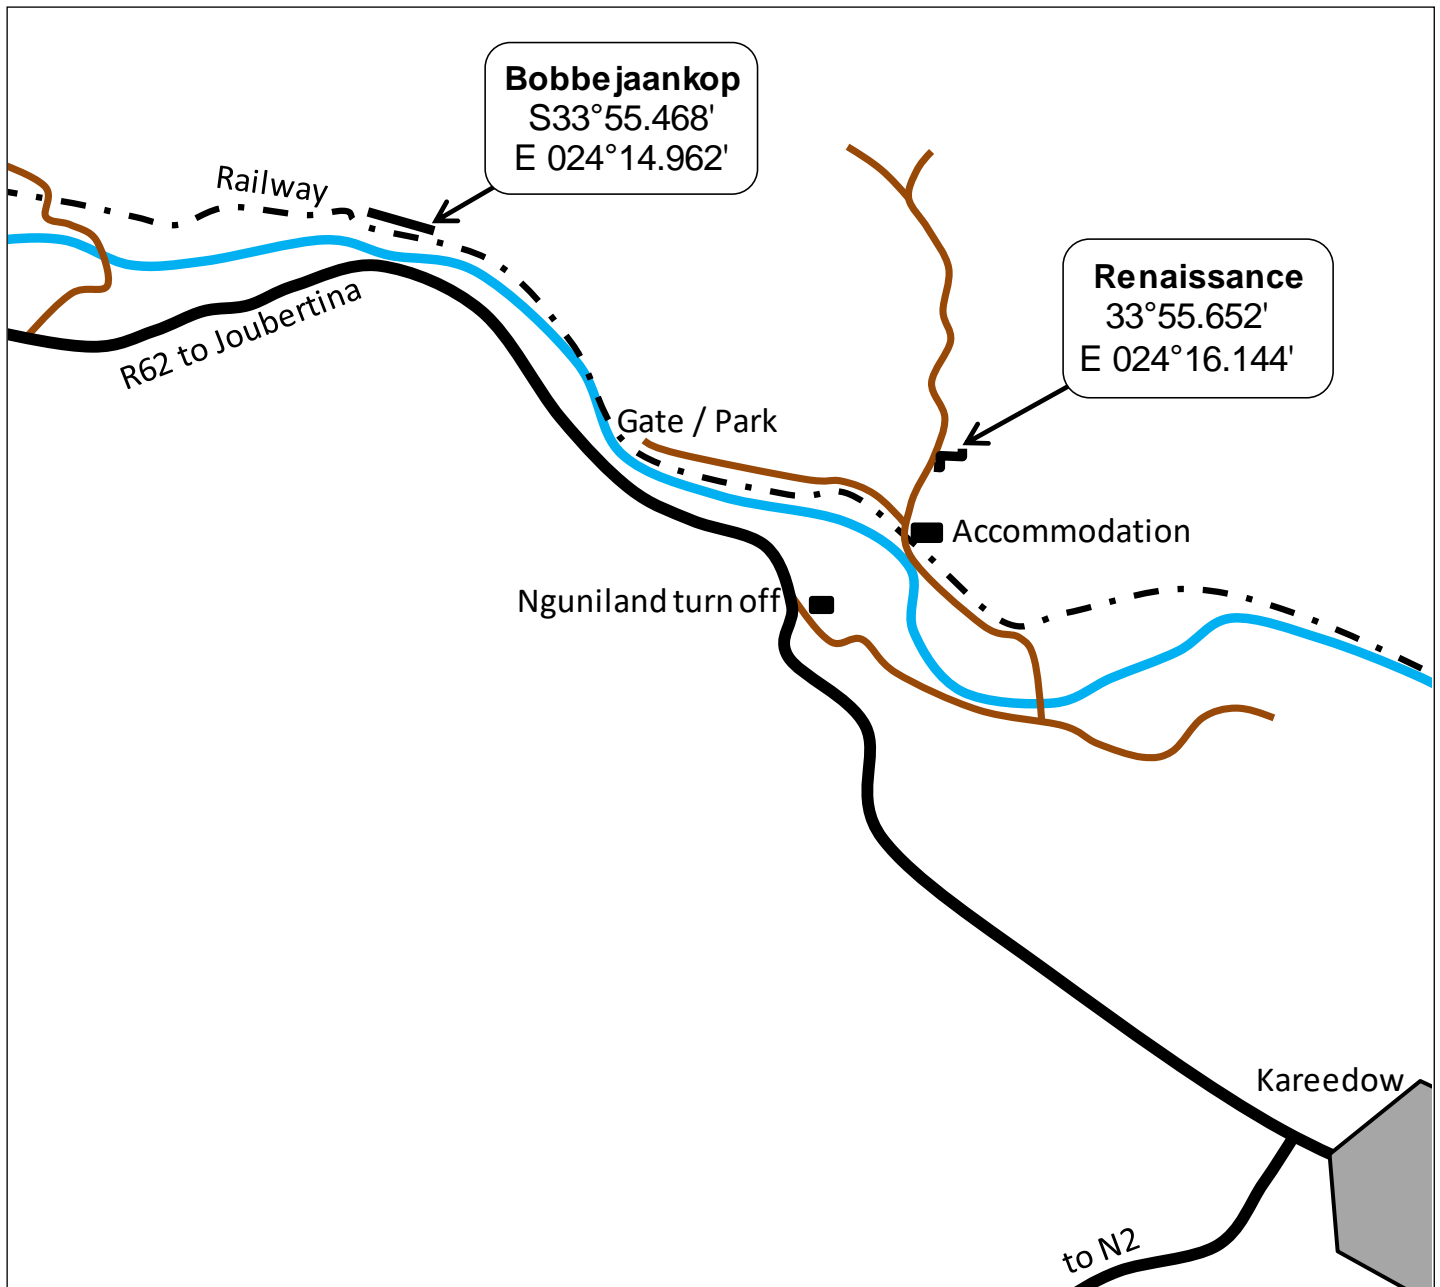 Bobbejaankop
S33°55.468'
E 024°14.962'
Railway
Renaissance
33°55.652'
E 024°16.144'
R62 to Joubertina
Gate / Park
Accommodation
Nguniland turn off
Kareedow
to N2